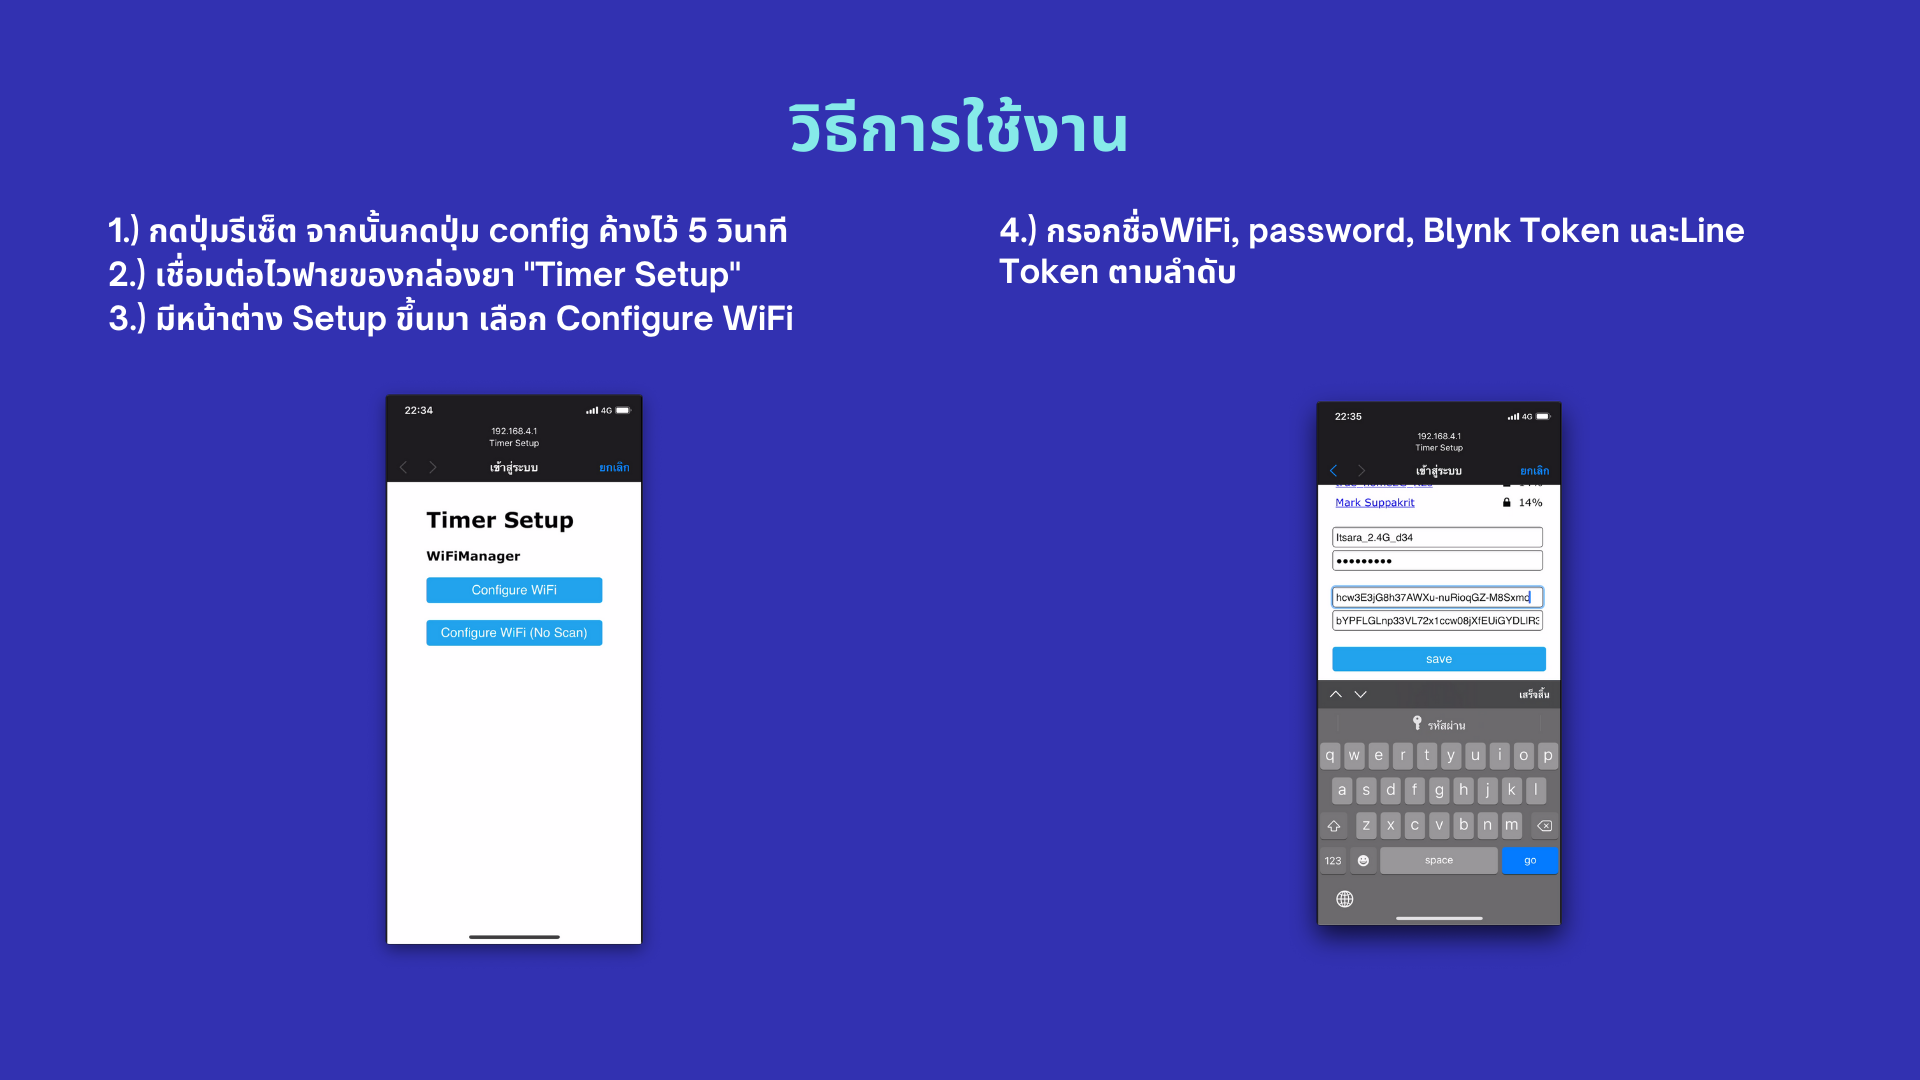 วิธีการใช้งาน
1.) กดปุ่มรีเซ็ต จากนั้นกดปุ่ม config ค้างไว้ 5 วินาที
2.) เชื่อมต่อไวฟายของกล่องยา "Timer Setup"
3.) มีหน้าต่าง Setup ขึ้นมา เลือก Configure WiFi
4.) กรอกชื่อWiFi, password, Blynk Token และLine
Token ตามลำดับ
22:34 4G
192.168.4.1
Timer Setup
เข้าสู่ระบบ ยกเลิก
Timer Setup
WiFiManager
Configure WiFi
Configure WiFi (No Scan)
22:35 4G
192.168.4.1
Timer Setup
เข้าสู่ระบบ ยกเลิก
Mark Suppakrit 14%
Itsara_2.4G_d34
•••••••••
hcw3E3jG8h37AWXu-nuRioqGZ-M8Sxmq
bYPFLGLnp33VL72x1ccw08jXfEUiGYDLIR3
save
เสร็จสิ้น
รหัสผ่าน
q w e r t y u i o p
a s d f g h j k l
z x c v b n m
123 space go